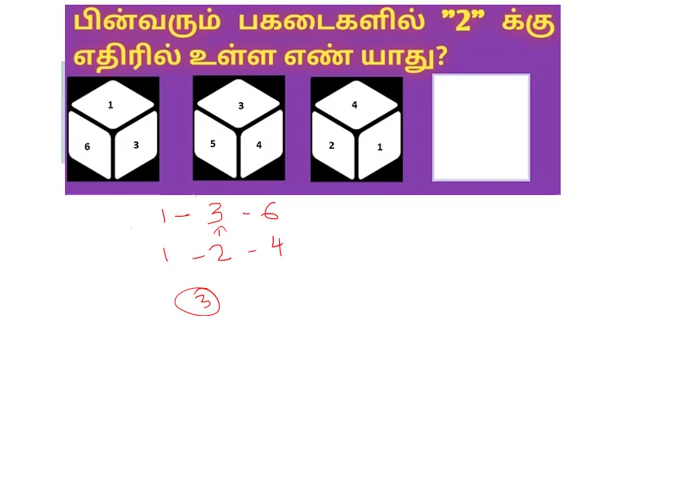 பின்வரும் பகடைகளில் ”2” க்கு
எதிரில் உள்ள எண் யாது?
1 3 4
6 3 5 4 2 1
1 - 3 - 6
1 - 2 - 4
3